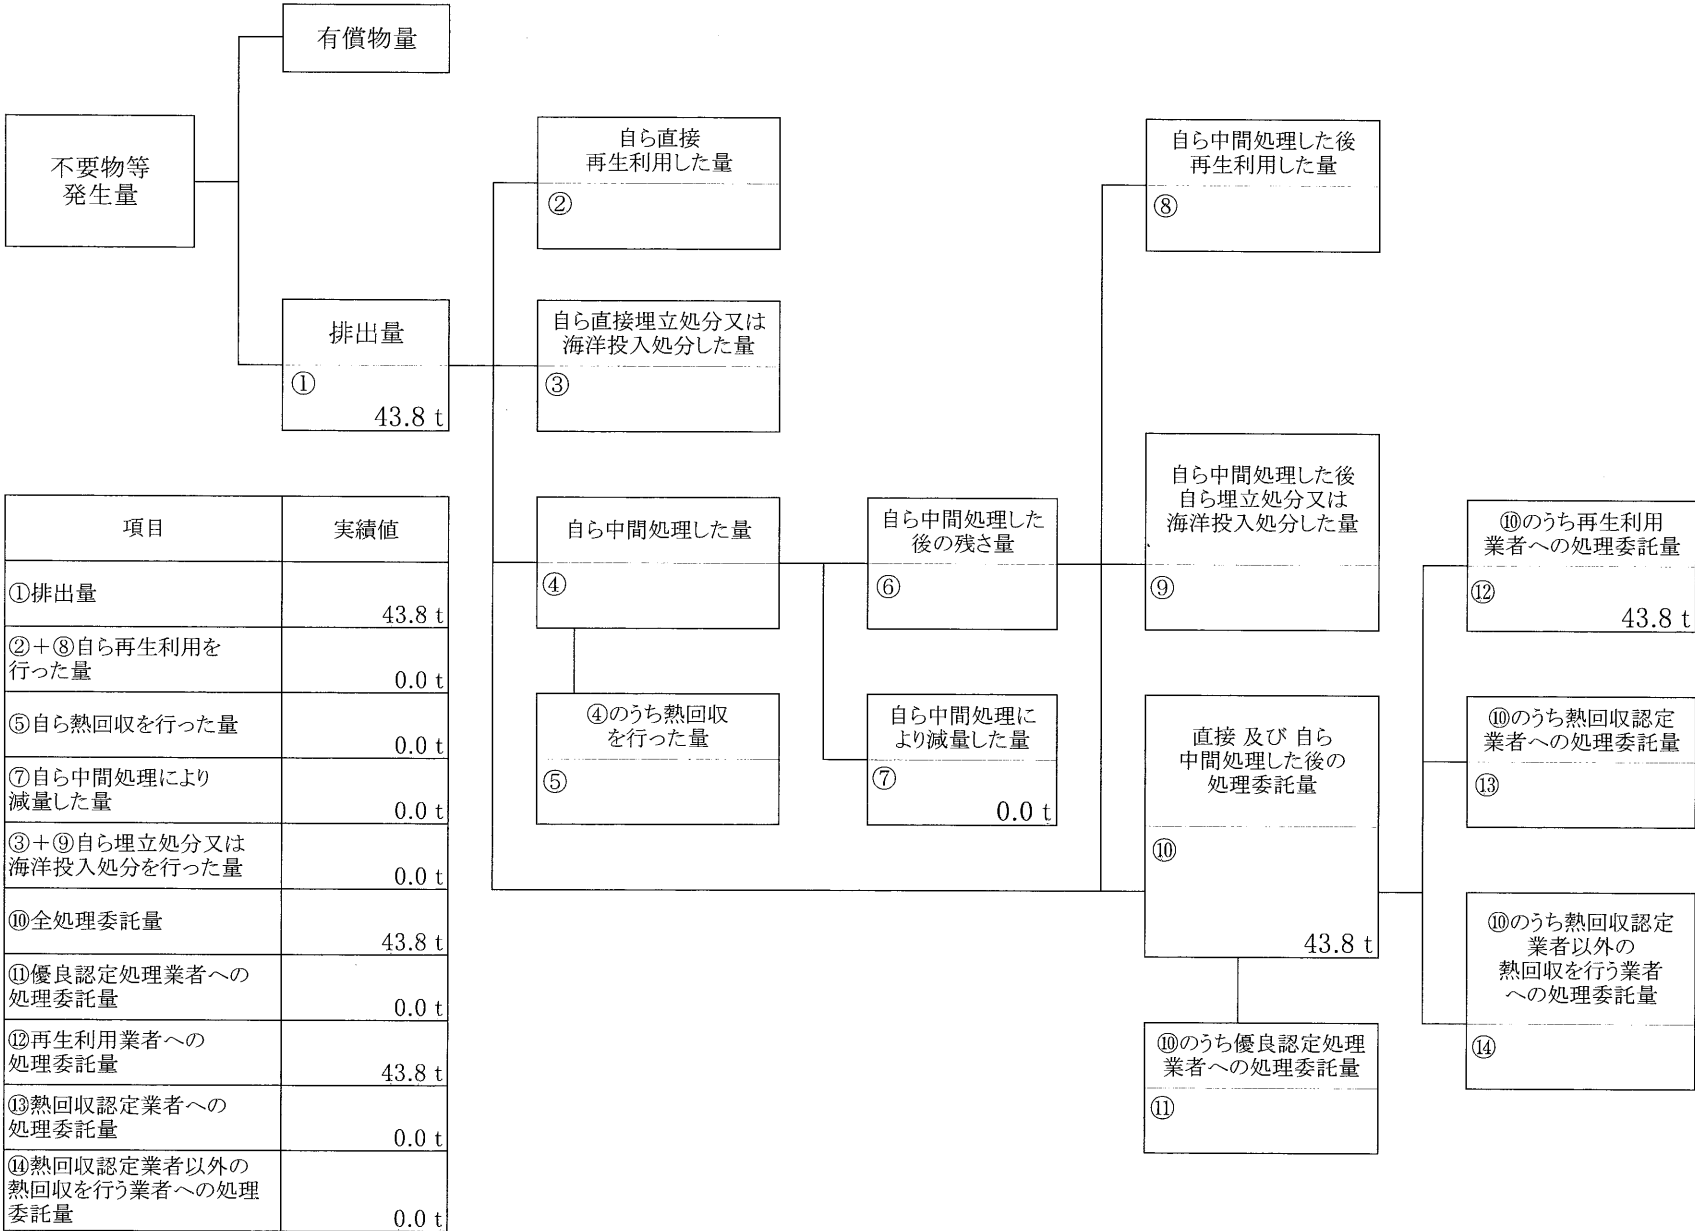 有償物量
不要物等
発生量
排出量
①
43.8 t
自ら直接
再生利用した量
②
自ら直接埋立処分又は
海洋投入処分した量
③
自ら中間処理した量
④
④のうち熱回収
を行った量
⑤
自ら中間処理した
後の残さ量
⑥
自ら中間処理に
より減量した量
⑦
0.0 t
自ら中間処理した後
再生利用した量
⑧
自ら中間処理した後
自ら埋立処分又は
海洋投入処分した量
⑨
直接 及び 自ら
中間処理した後の
処理委託量
⑩
43.8 t
⑩のうち優良認定処理
業者への処理委託量
⑪
⑩のうち再生利用
業者への処理委託量
⑫
43.8 t
⑩のうち熱回収認定
業者への処理委託量
⑬
⑩のうち熱回収認定
業者以外の
熱回収を行う業者
への処理委託量
⑭
項目 実績値
①排出量
43.8 t
②+⑧自ら再生利用を
行った量
0.0 t
⑤自ら熱回収を行った量
0.0 t
⑦自ら中間処理により
減量した量
0.0 t
③+⑨自ら埋立処分又は
海洋投入処分を行った量
0.0 t
⑩全処理委託量
43.8 t
⑪優良認定処理業者への
処理委託量
0.0 t
⑫再生利用業者への
処理委託量
43.8 t
⑬熱回収認定業者への
処理委託量
0.0 t
⑭熱回収認定業者以外の
熱回収を行う業者への処理
委託量
0.0 t